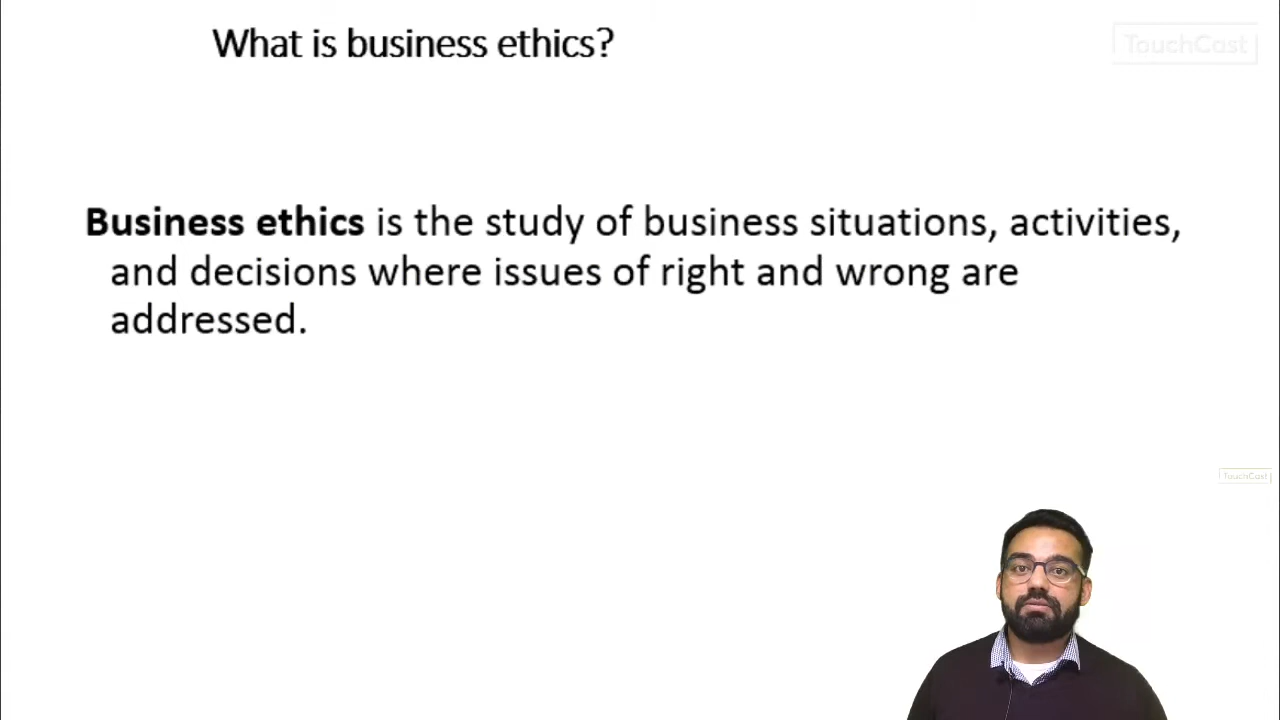 What is business ethics?
TouchCast
Business ethics is the study of business situations, activities,
and decisions where issues of right and wrong are
addressed.
TouchCast